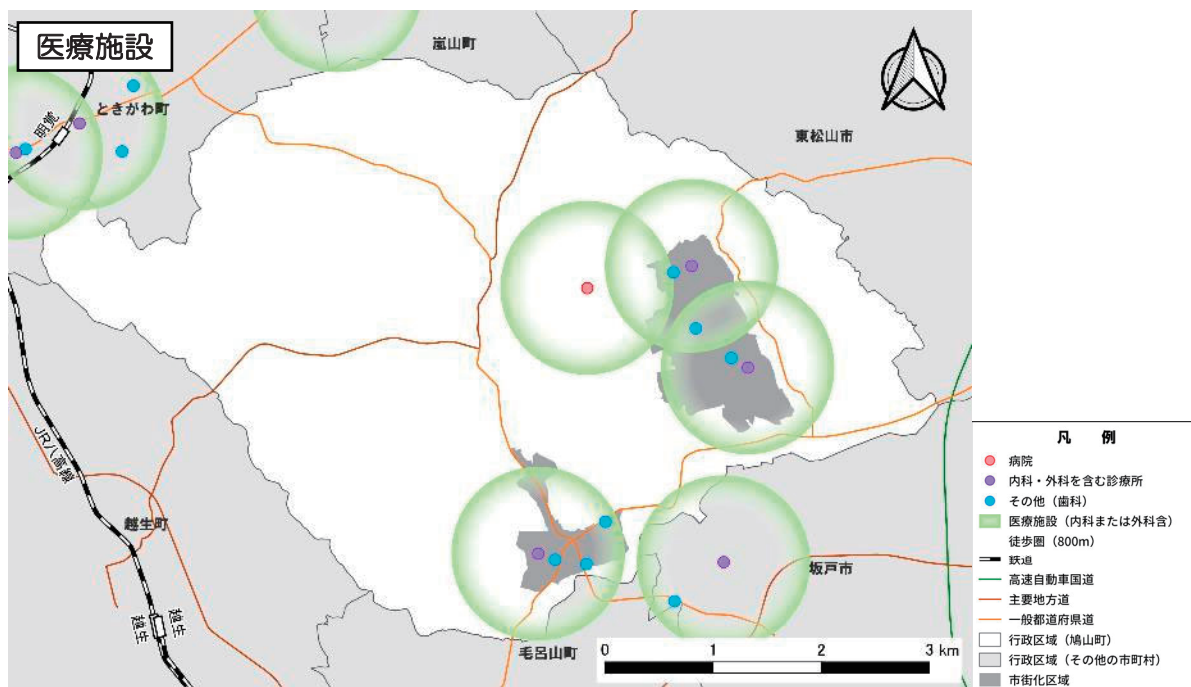 医療施設
嵐山町
ときがわ町
明覚
東松山市
JR八高線
越生町
越生
越生
坂戸市
毛呂山町
0 1 2 3 km
凡 例
病院
内科・外科を含む診療所
その他（歯科）
医療施設（内科または外科含）
徒歩圏（800m）
鉄道
高速自動車国道
主要地方道
一般都道府県道
行政区域（鳩山町）
行政区域（その他の市町村）
市街化区域